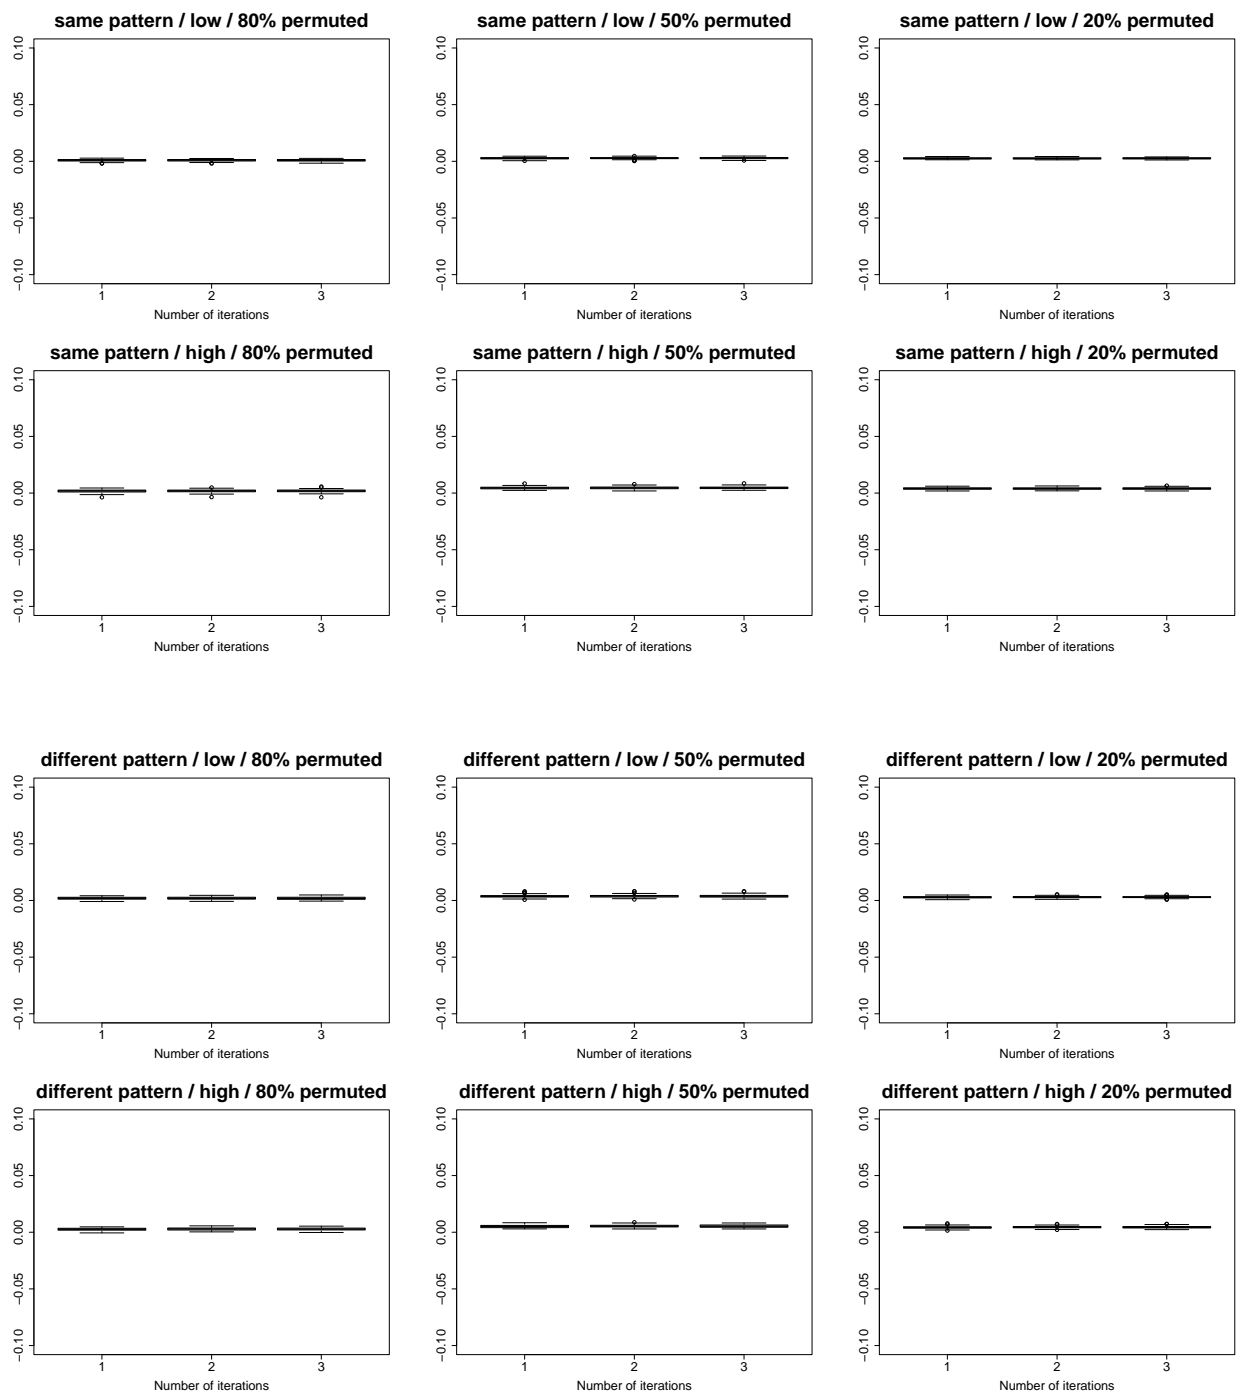 same pattern / low / 80% permuted
0.10
0.05
0.00
−0.05
−0.10
1 2 3
Number of iterations
same pattern / low / 50% permuted
0.10
0.05
0.00
−0.05
−0.10
1 2 3
Number of iterations
same pattern / low / 20% permuted
0.10
0.05
0.00
−0.05
−0.10
1 2 3
Number of iterations
same pattern / high / 80% permuted
0.10
0.05
0.00
−0.05
−0.10
1 2 3
Number of iterations
same pattern / high / 50% permuted
0.10
0.05
0.00
−0.05
−0.10
1 2 3
Number of iterations
same pattern / high / 20% permuted
0.10
0.05
0.00
−0.05
−0.10
1 2 3
Number of iterations
different pattern / low / 80% permuted
0.10
0.05
0.00
−0.05
−0.10
1 2 3
Number of iterations
different pattern / low / 50% permuted
0.10
0.05
0.00
−0.05
−0.10
1 2 3
Number of iterations
different pattern / low / 20% permuted
0.10
0.05
0.00
−0.05
−0.10
1 2 3
Number of iterations
different pattern / high / 80% permuted
0.10
0.05
0.00
−0.05
−0.10
1 2 3
Number of iterations
different pattern / high / 50% permuted
0.10
0.05
0.00
−0.05
−0.10
1 2 3
Number of iterations
different pattern / high / 20% permuted
0.10
0.05
0.00
−0.05
−0.10
1 2 3
Number of iterations